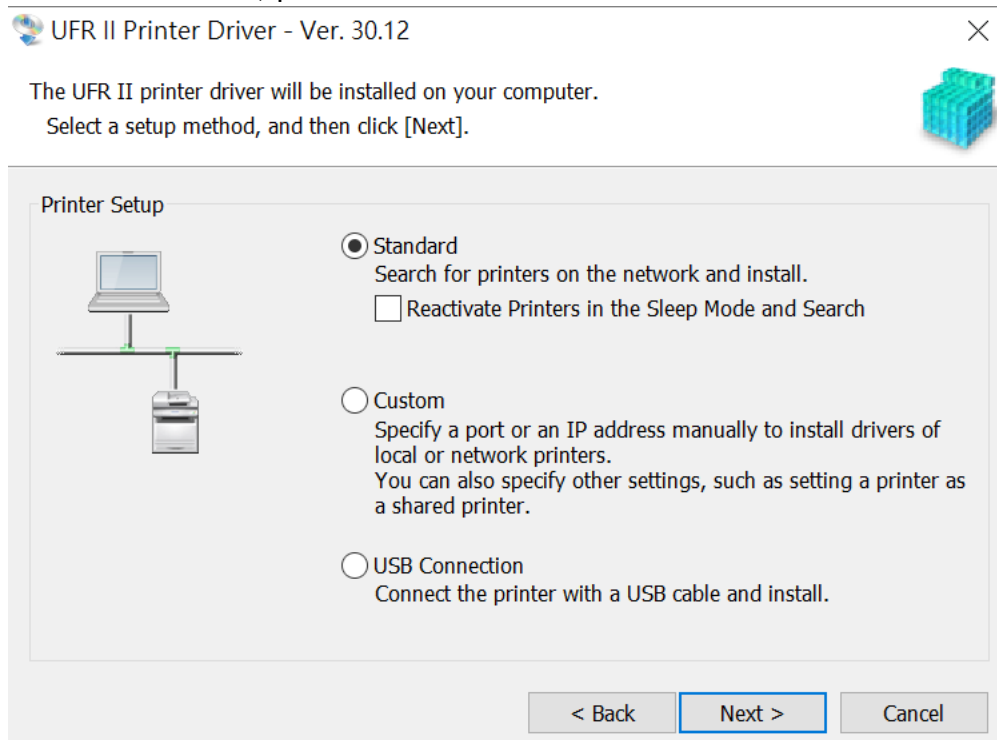 UFR II Printer Driver - Ver. 30.12
The UFR II printer driver will be installed on your computer.
Select a setup method, and then click [Next].
Printer Setup
Standard
Search for printers on the network and install.
Reactivate Printers in the Sleep Mode and Search
Custom
Specify a port or an IP address manually to install drivers of
local or network printers.
You can also specify other settings, such as setting a printer as
a shared printer.
USB Connection
Connect the printer with a USB cable and install.
< Back
Next >
Cancel